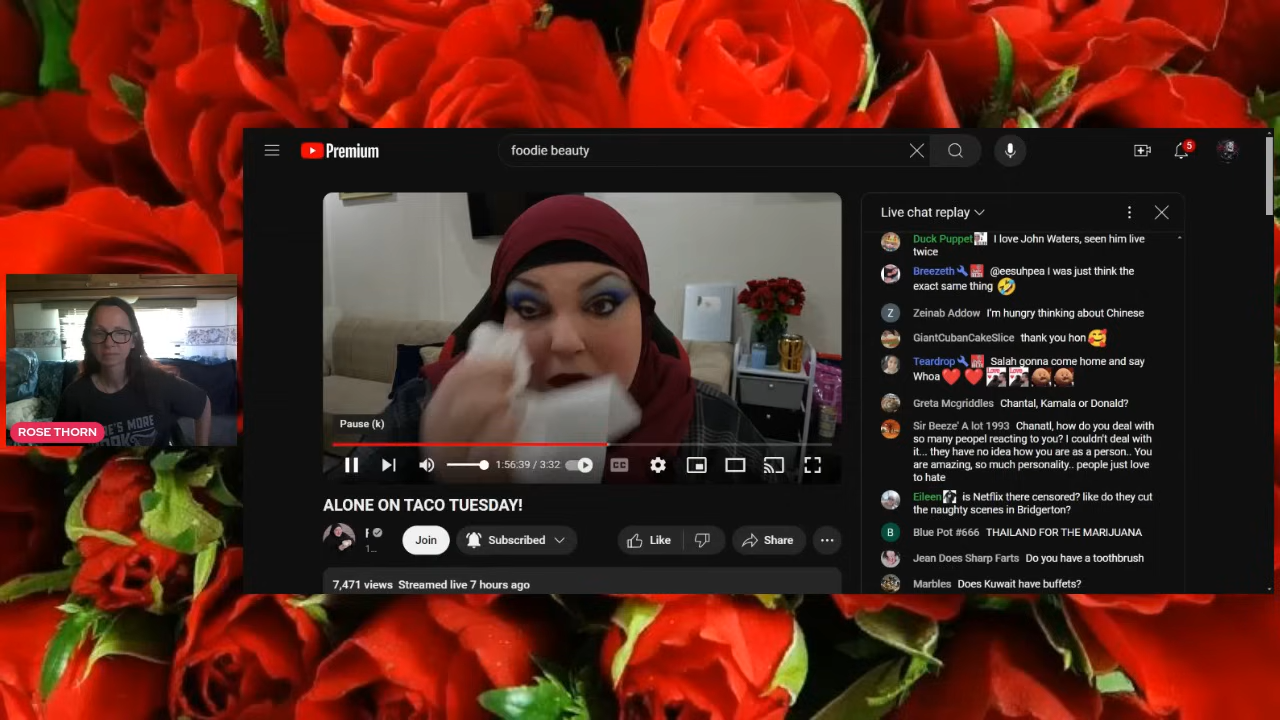 Premium
foodie beauty
5
Live chat replay
Duck Puppet I love John Waters, seen him live
twice
Breezeth @eesuhpea I was just think the
exact same thing
Z Zeinab Addow I'm hungry thinking about Chinese
GiantCubanCakeSlice thank you hon
Teardrop Salah gonna come home and say
Whoa
Greta Mcgriddles Chantal, Kamala or Donald?
Sir Beeze' A lot 1993 Chanatl, how do you deal with
so many peopel reacting to you? I couldn't deal with
it... they have no idea how you are as a person.. You
are amazing, so much personality.. people just love
to hate
Eileen is Netflix there censored? like do they cut
the naughty scenes in Bridgerton?
B Blue Pot #666 THAILAND FOR THE MARIJUANA
Jean Does Sharp Farts Do you have a toothbrush
Marbles Does Kuwait have buffets?
Pause (k)
1:56:39 / 3:32
CC
ALONE ON TACO TUESDAY!
F
1...
Join
Subscribed
Like
Share
7,471 views Streamed live 7 hours ago
MORE
ROSE THORN